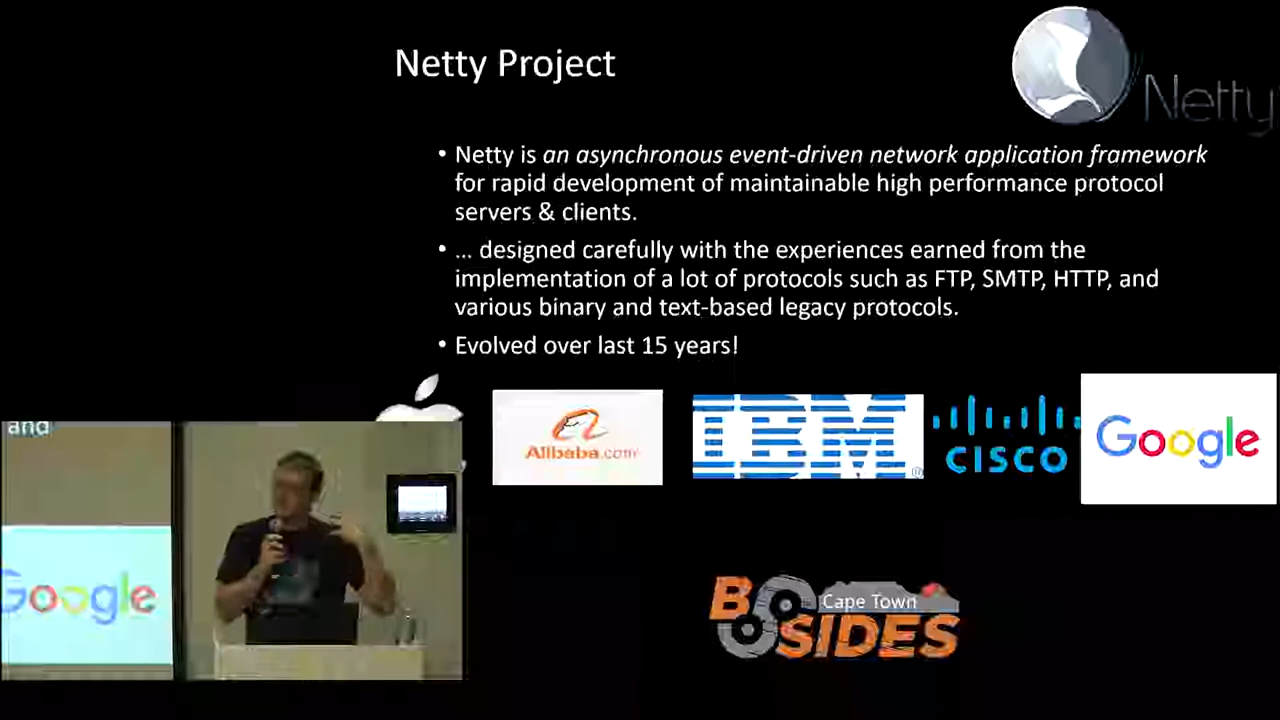 Netty Project
Netty
• Netty is an asynchronous event-driven network application framework
for rapid development of maintainable high performance protocol
servers & clients.
• ... designed carefully with the experiences earned from the
implementation of a lot of protocols such as FTP, SMTP, HTTP, and
various binary and text-based legacy protocols.
• Evolved over last 15 years!
Alibaba.com
IBM®
CISCO
Google
and
Google
BSIDES
Cape Town